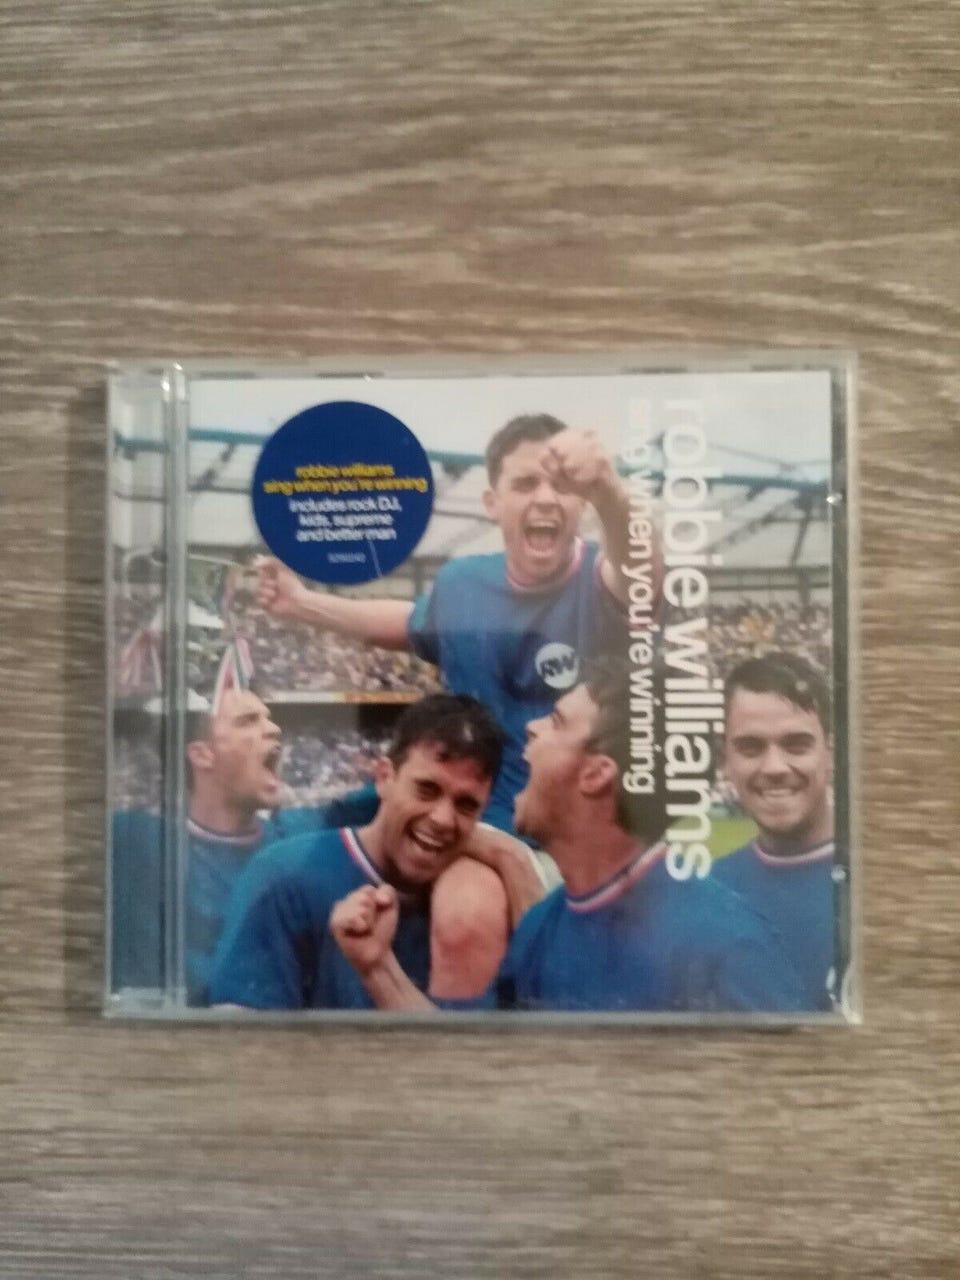 robbie williams
sing when you're winning
includes rock DJ,
kids, supreme
and better man
RW
robbie williams
sing when you're winning